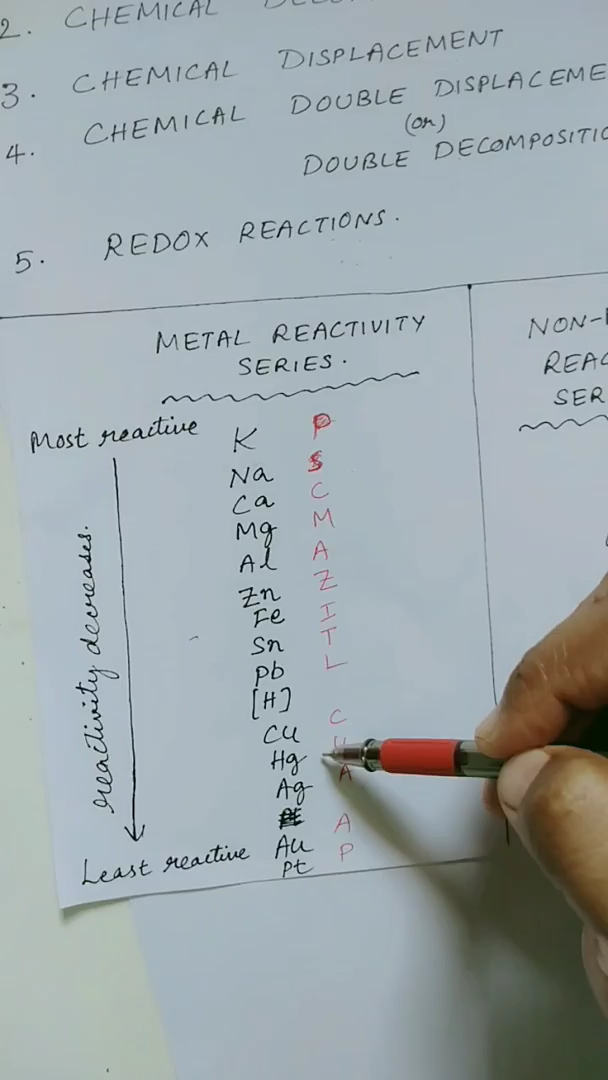 2. CHEMICAL
3. CHEMICAL DISPLACEMENT
4. CHEMICAL DOUBLE DISPLACEME
(or)
DOUBLE DECOMPOSITIO
5. REDOX REACTIONS.
METAL REACTIVITY
SERIES.
Most reactive
K P
Na S
Ca C
Mg M
Al A
Zn Z
Fe I
Sn T
Pb L
[H]
Cu C
Hg
Ag A
Au A
Pt P
Least reactive
reactivity decreases.
NON-
REAC
SER